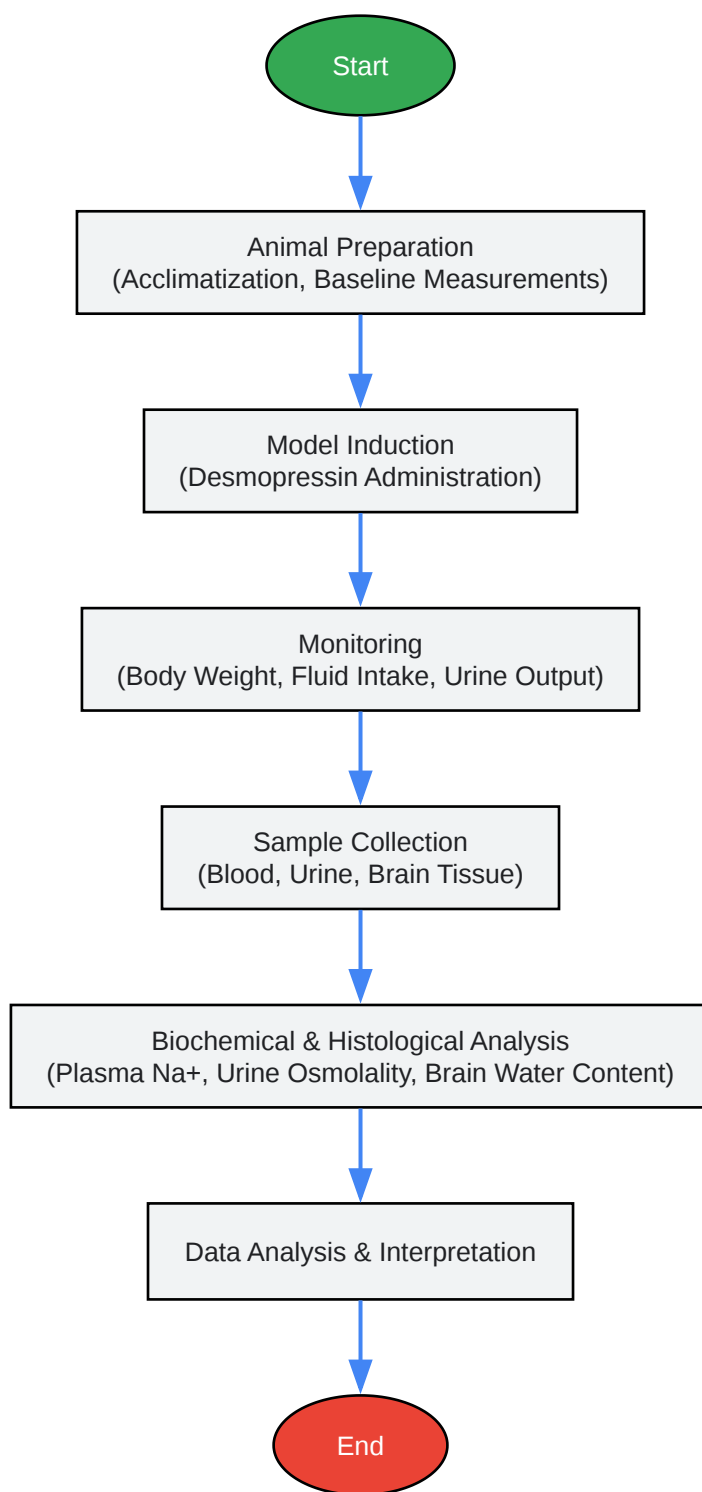 Start
Animal Preparation
(Acclimatization, Baseline Measurements)
Model Induction
(Desmopressin Administration)
Monitoring
(Body Weight, Fluid Intake, Urine Output)
Sample Collection
(Blood, Urine, Brain Tissue)
Biochemical & Histological Analysis
(Plasma Na+, Urine Osmolality, Brain Water Content)
Data Analysis & Interpretation
End